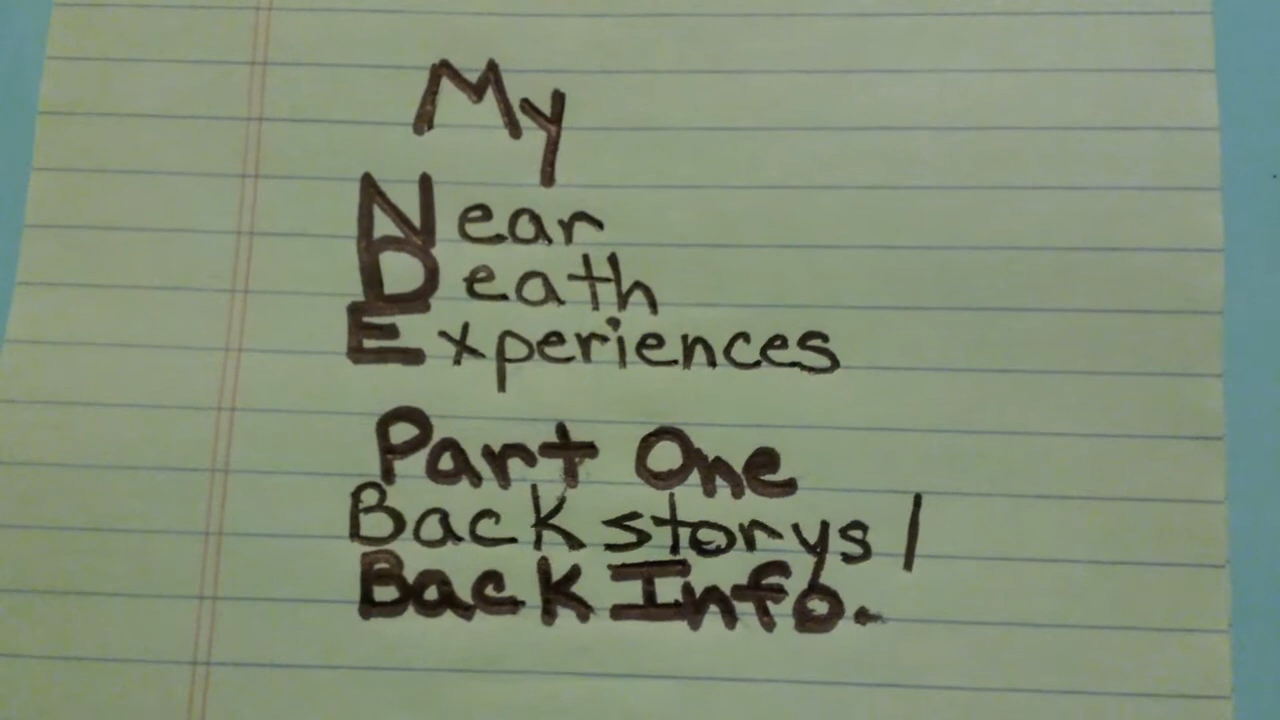 My
Near
Death
Experiences
Part One
Backstorys /
Back Info.